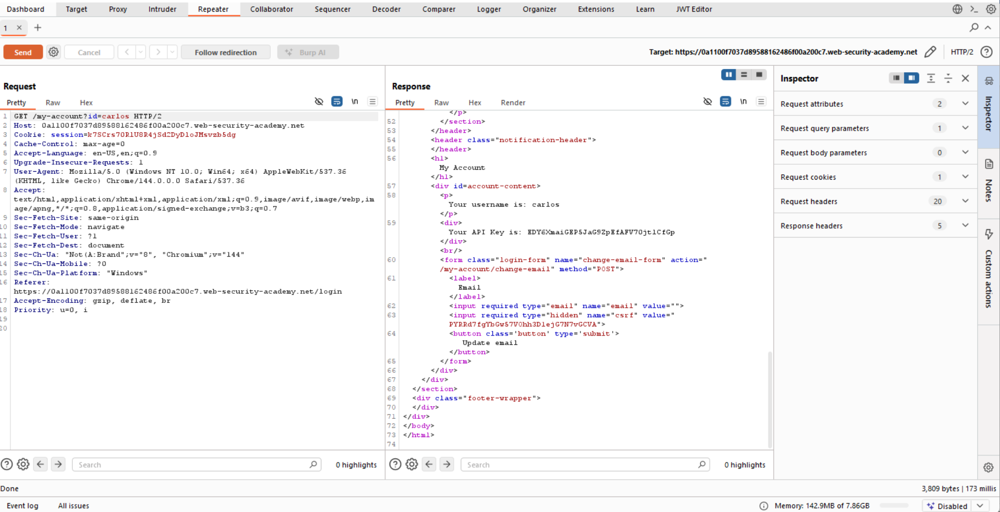 Dashboard Target Proxy Intruder Repeater Collaborator Sequencer Decoder Comparer Logger Organizer Extensions Learn JWT Editor
1 × +
Send Cancel < > Follow redirection Burp AI Target: https://0a1100f7037d89588162486f00a200c7.web-security-academy.net HTTP/2
Request
Pretty Raw Hex \n
1 GET /my-account?id=carlos HTTP/2
2 Host: 0a1100f7037d89588162486f00a200c7.web-security-academy.net
3 Cookie: session=
4 Cache-Control: max-age=0
5 Accept-Language: en-US,en;q=0.9
6 Upgrade-Insecure-Requests: 1
7 User-Agent: Mozilla/5.0 (Windows NT 10.0; Win64; x64) AppleWebKit/537.36
(KHTML, like Gecko) Chrome/144.0.0.0 Safari/537.36
8 Accept:
text/html,application/xhtml+xml,application/xml;q=0.9,image/avif,image/webp,im
age/apng,*/*;q=0.8,application/signed-exchange;v=b3;q=0.7
9 Sec-Fetch-Site: same-origin
10 Sec-Fetch-Mode: navigate
11 Sec-Fetch-User: ?1
12 Sec-Fetch-Dest: document
13 Sec-Ch-Ua: "Not(A:Brand";v="8", "Chromium";v="144"
14 Sec-Ch-Ua-Mobile: ?0
15 Sec-Ch-Ua-Platform: "Windows"
16 Referer:
https://0a1100f7037d89588162486f00a200c7.web-security-academy.net/login
17 Accept-Encoding: gzip, deflate, br
18 Priority: u=0, i
19
20
Search 0 highlights
Response
Pretty Raw Hex Render \n
</p>
52 </section>
53 </header>
54 <header class="notification-header">
55 </header>
56 <h1>
My Account
</h1>
57 <div id=account-content>
58 <p>
Your username is: carlos
</p>
59 <div>
Your API Key is:
</div>
<br/>
60 <form class="login-form" name="change-email-form" action="
/my-account/change-email" method="POST">
61 <label>
Email
</label>
62 <input required type="email" name="email" value="">
63 <input required type="hidden" name="csrf" value="
">
64 <button class='button' type='submit'>
Update email
</button>
65 </form>
66 </div>
67 </div>
68 </section>
69 <div class="footer-wrapper">
70 </div>
71 </div>
72 </body>
73 </html>
74
Search 0 highlights
Inspector
Request attributes 2
Request query parameters 1
Request body parameters 0
Request cookies 1
Request headers 20
Response headers 5
Inspector
Notes
Custom actions
Done 3,809 bytes | 173 millis
Event log All issues Memory: 142.9MB of 7.86GB Disabled